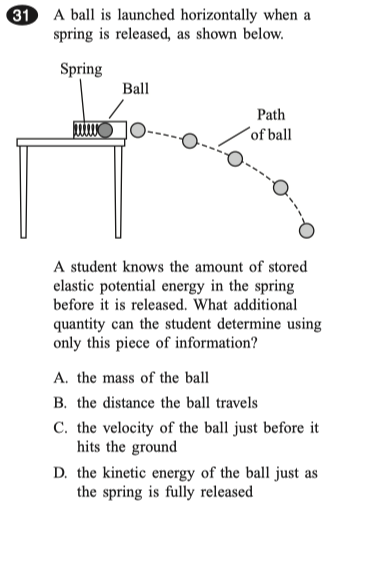 31 A ball is launched horizontally when a
spring is released, as shown below.
Spring
Ball
Path
of ball
A student knows the amount of stored
elastic potential energy in the spring
before it is released. What additional
quantity can the student determine using
only this piece of information?
A. the mass of the ball
B. the distance the ball travels
C. the velocity of the ball just before it
hits the ground
D. the kinetic energy of the ball just as
the spring is fully released